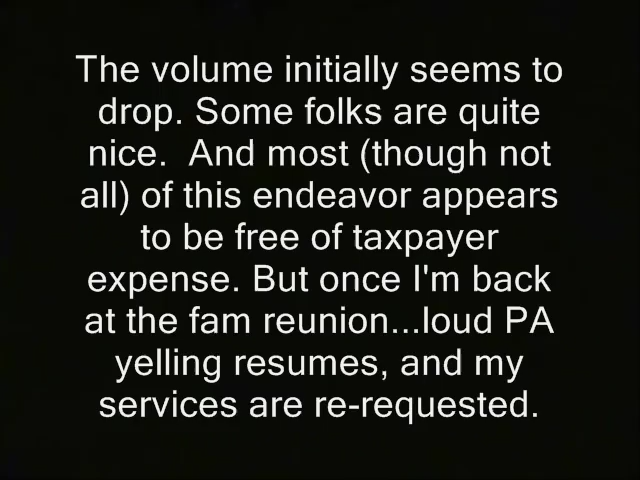 The volume initially seems to
drop. Some folks are quite
nice.  And most (though not
all) of this endeavor appears
to be free of taxpayer
expense. But once I'm back
at the fam reunion...loud PA
yelling resumes, and my
services are re-requested.